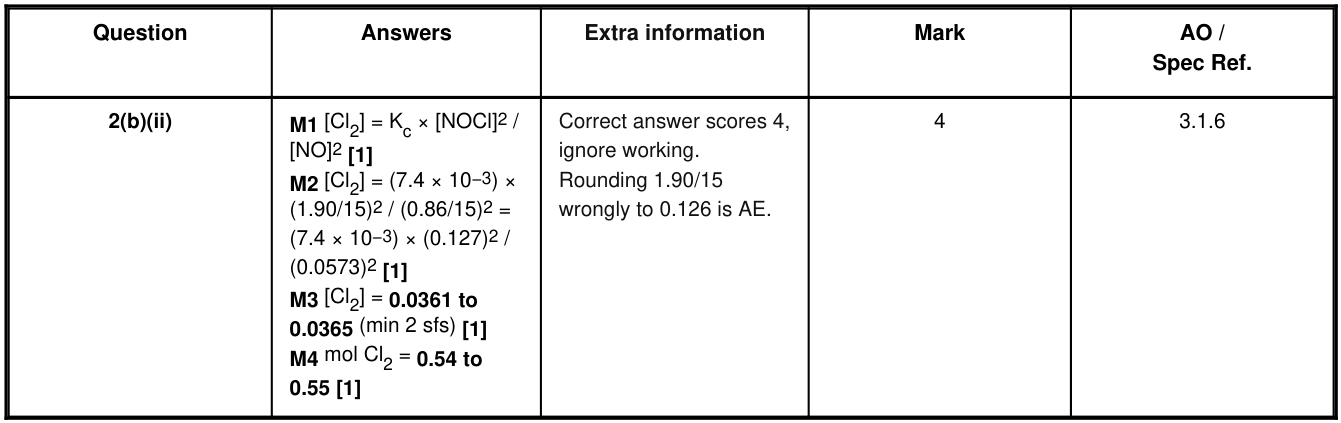 Question Answers Extra information Mark AO /
Spec Ref.
2(b)(ii)
M1 [Cl₂] = K꜀ × [NOCl]² /
[NO]² [1]
M2 [Cl₂] = (7.4 × 10⁻³) ×
(1.90/15)² / (0.86/15)² =
(7.4 × 10⁻³) × (0.127)² /
(0.0573)² [1]
M3 [Cl₂] = 0.0361 to
0.0365 (min 2 sfs) [1]
M4 mol Cl₂ = 0.54 to
0.55 [1]
Correct answer scores 4,
ignore working.
Rounding 1.90/15
wrongly to 0.126 is AE.
4
3.1.6